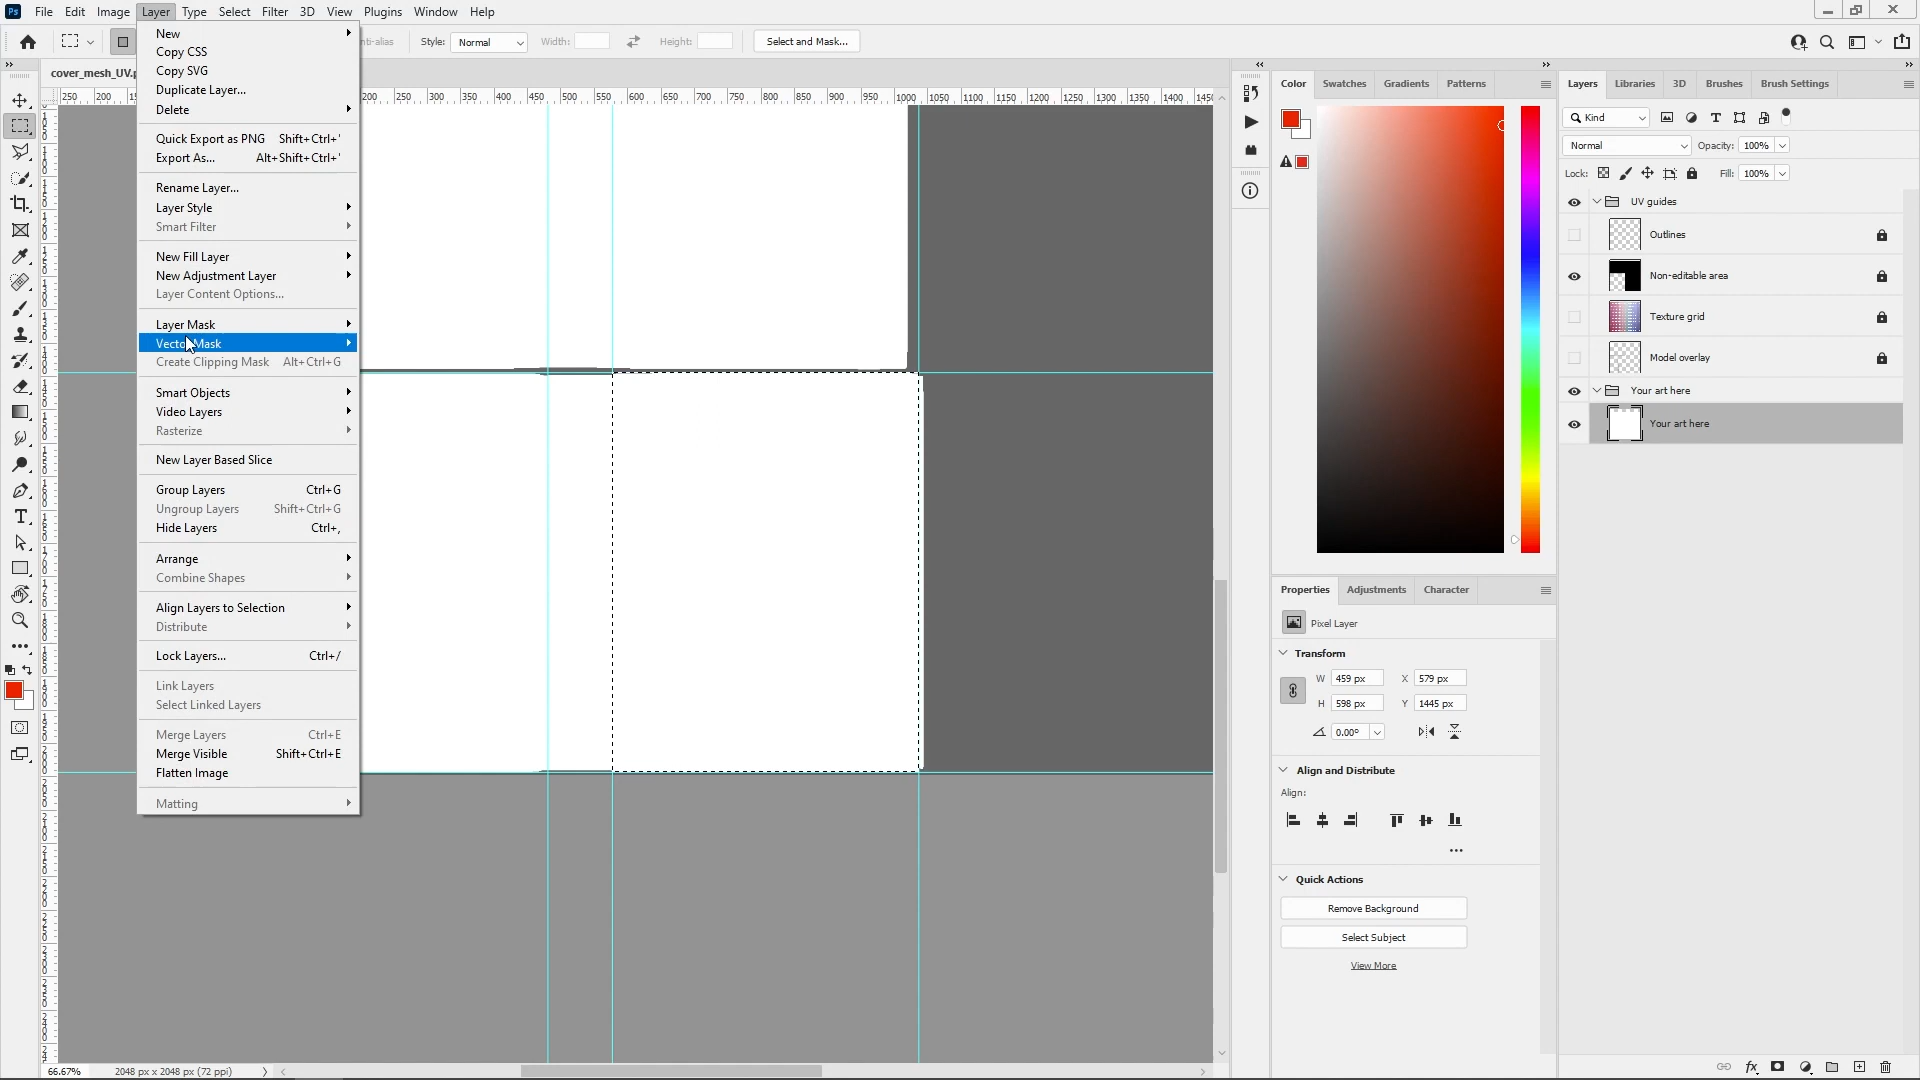 Ps File Edit Image Layer Type Select Filter 3D View Plugins Window Help
nti-alias Style: Normal Width: Height: Select and Mask...
cover_mesh_UV.p
New
Copy CSS
Copy SVG
Duplicate Layer...
Delete
Quick Export as PNG Shift+Ctrl+'
Export As... Alt+Shift+Ctrl+'
Rename Layer...
Layer Style
Smart Filter
New Fill Layer
New Adjustment Layer
Layer Content Options...
Layer Mask
Vector Mask
Create Clipping Mask Alt+Ctrl+G
Smart Objects
Video Layers
Rasterize
New Layer Based Slice
Group Layers Ctrl+G
Ungroup Layers Shift+Ctrl+G
Hide Layers Ctrl+,
Arrange
Combine Shapes
Align Layers to Selection
Distribute
Lock Layers... Ctrl+/
Link Layers
Select Linked Layers
Merge Layers Ctrl+E
Merge Visible Shift+Ctrl+E
Flatten Image
Matting
250 200 200 250 300 350 400 450 500 550 600 650 700 750 800 850 900 950 1000 1050 1100 1150 1200 1250 1300 1350 1400
66.67% 2048 px x 2048 px (72 ppi)
Color Swatches Gradients Patterns
Properties Adjustments Character
Pixel Layer
Transform
W 459 px X 579 px
H 598 px Y 1445 px
0.00°
Align and Distribute
Align:
Quick Actions
Remove Background
Select Subject
View More
Layers Libraries 3D Brushes Brush Settings
Kind
Normal Opacity: 100%
Lock: Fill: 100%
UV guides
Outlines
Non-editable area
Texture grid
Model overlay
Your art here
Your art here